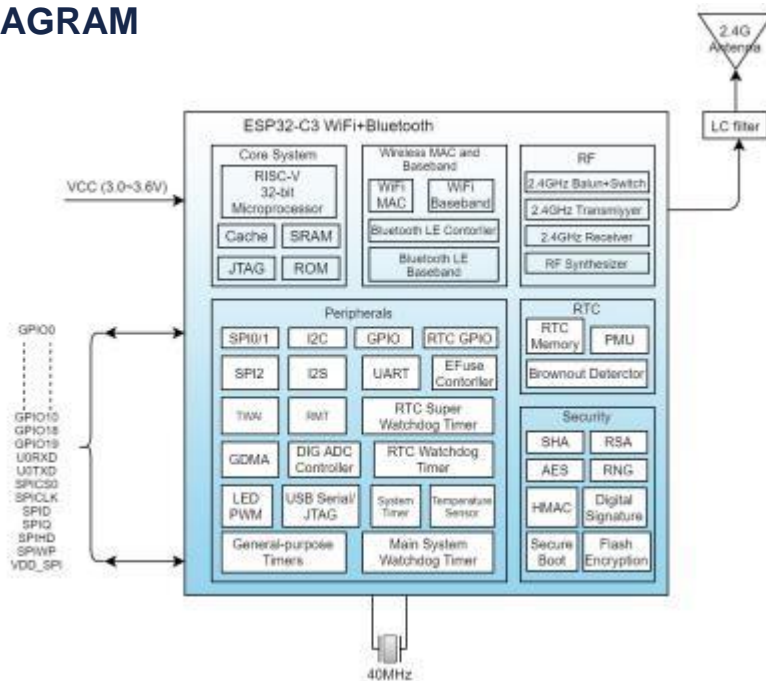 AGRAM
2.4G
Antenna
LC filter
ESP32-C3 WiFi+Bluetooth
VCC (3.0~3.6V)
Core System
RISC-V
32-bit
Microprocessor
Cache
SRAM
JTAG
ROM
Wireless MAC and
Baseband
WiFi
MAC
WiFi
Baseband
Bluetooth LE Contorller
Bluetooth LE
Baseband
RF
2.4GHz Balun+Switch
2.4GHz Transmiyyer
2.4GHz Receiver
RF Synthesizer
GPIO0
GPIO10
GPIO18
GPIO19
U0RXD
U0TXD
SPICS0
SPICLK
SPID
SPIQ
SPIHD
SPIWP
VDD_SPI
Peripherals
SPI0/1
I2C
GPIO
RTC GPIO
SPI2
I2S
UART
EFuse
Contorller
TWAI
RMT
RTC Super
Watchdog Timer
GDMA
DIG ADC
Controller
RTC Watchdog
Timer
LED
PWM
USB Serial/
JTAG
System
Timer
Temperature
Sensor
General-purpose
Timers
Main System
Watchdog Timer
RTC
RTC
Memory
PMU
Brownout Deterctor
Security
SHA
RSA
AES
RNG
HMAC
Digital
Signature
Secure
Boot
Flash
Encryption
40MHz